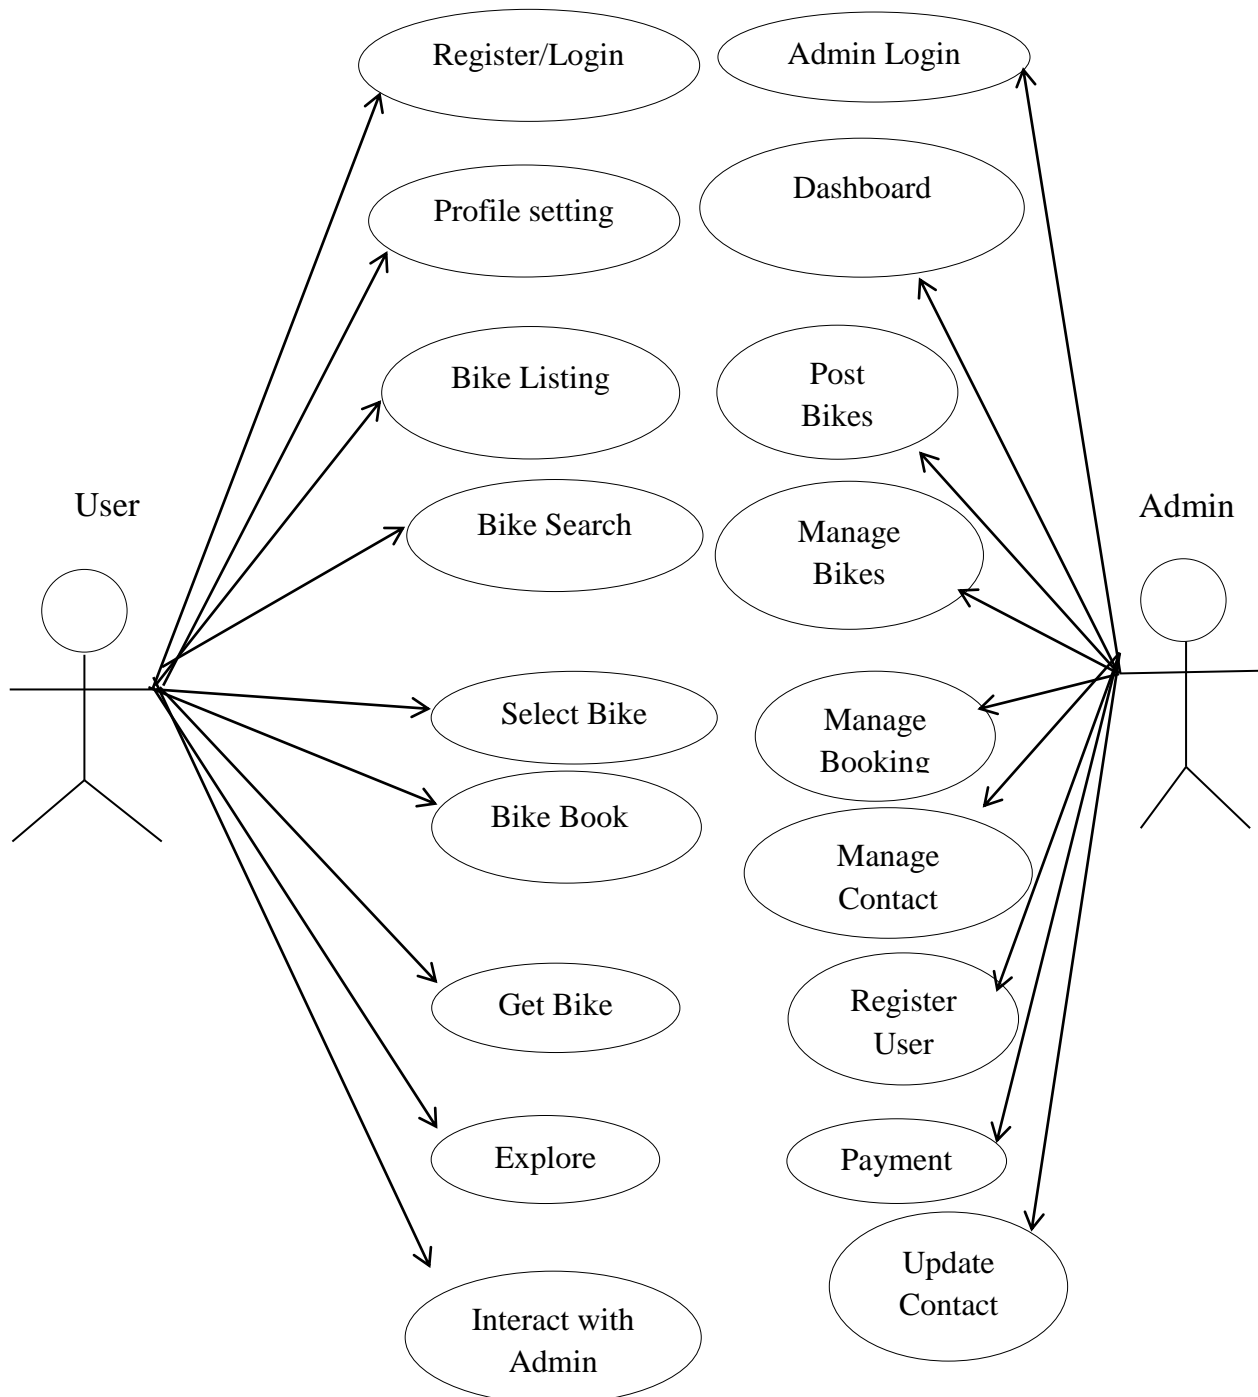 Register/Login
Admin Login
Profile setting
Dashboard
Bike Listing
Post
Bikes
User
Bike Search
Manage
Bikes
Admin
Select Bike
Manage
Booking
Bike Book
Manage
Contact
Get Bike
Register
User
Explore
Payment
Interact with
Admin
Update
Contact